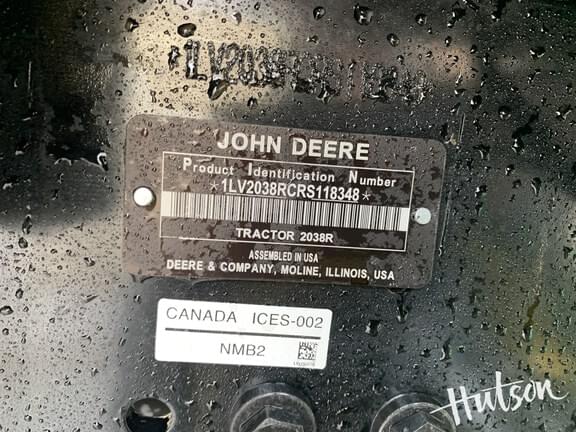 JOHN DEERE
Product Identification Number
*1LV2038RCRS118348*
TRACTOR 2038R
ASSEMBLED IN USA
DEERE & COMPANY, MOLINE, ILLINOIS, USA
CANADA ICES-002
NMB2
Hutson